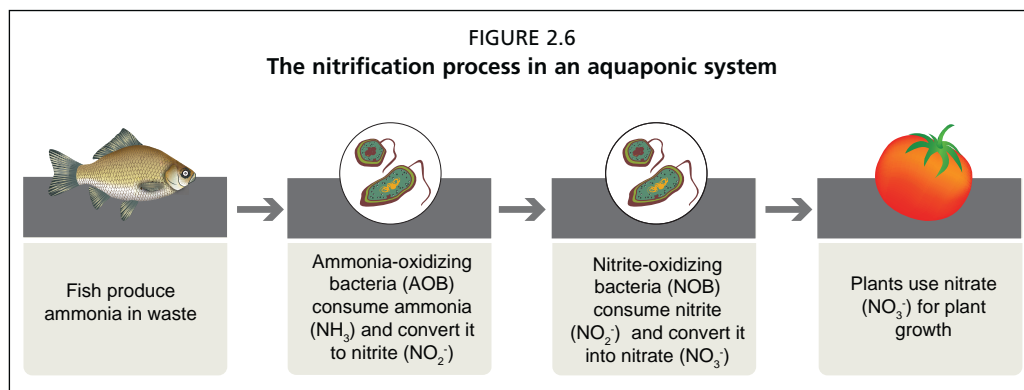 FIGURE 2.6
The nitrification process in an aquaponic system
Fish produce
ammonia in waste
Ammonia-oxidizing
bacteria (AOB)
consume ammonia
(NH₃) and convert it
to nitrite (NO₂⁻)
Nitrite-oxidizing
bacteria (NOB)
consume nitrite
(NO₂⁻) and convert it
into nitrate (NO₃⁻)
Plants use nitrate
(NO₃⁻) for plant
growth